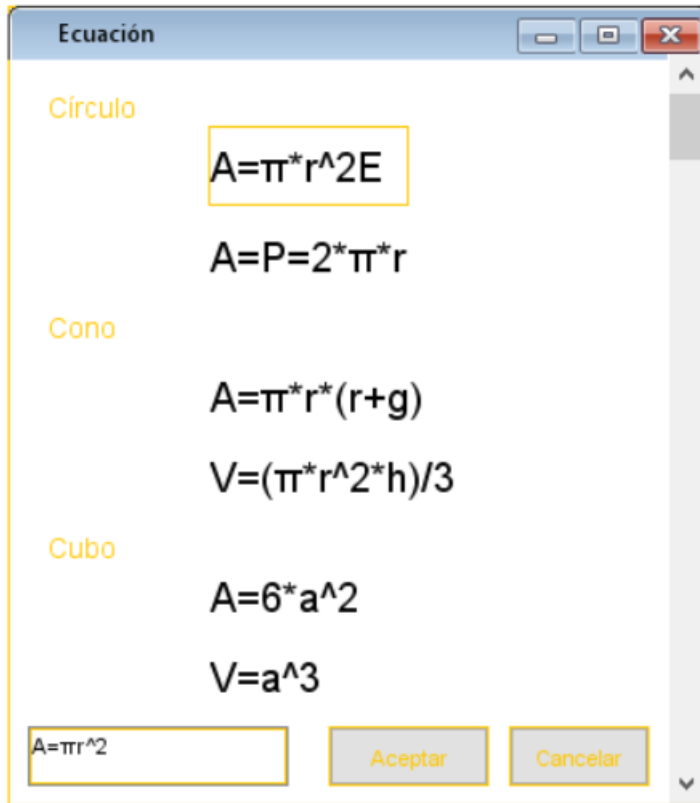 Ecuación
Círculo
A=π*r^2E
A=P=2*π*r
Cono
A=π*r*(r+g)
V=(π*r^2*h)/3
Cubo
A=6*a^2
V=a^3
A=πr^2
Aceptar
Cancelar